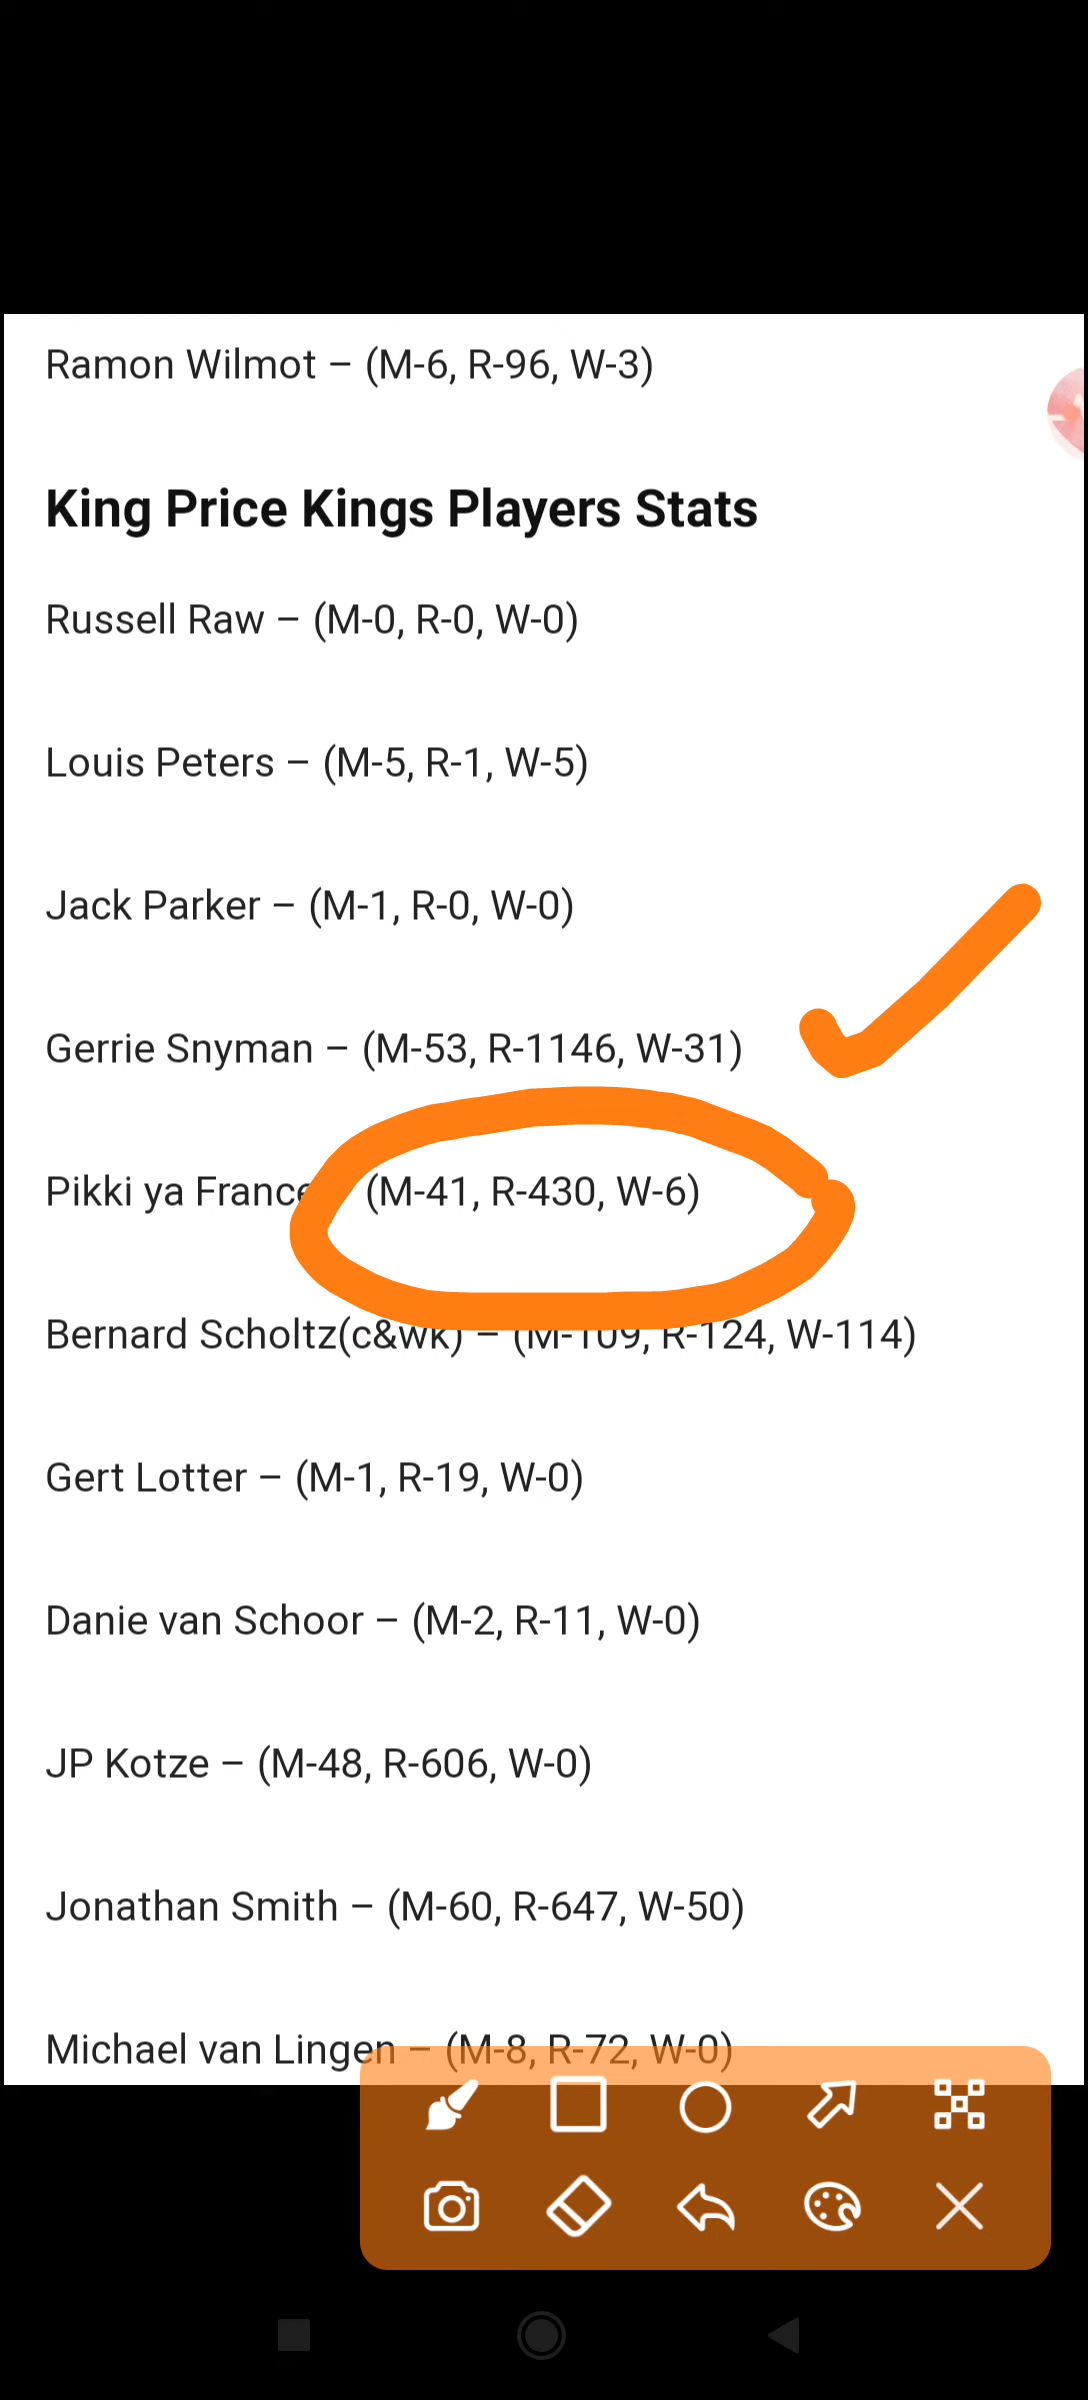 Ramon Wilmot – (M-6, R-96, W-3)
King Price Kings Players Stats
Russell Raw – (M-0, R-0, W-0)
Louis Peters – (M-5, R-1, W-5)
Jack Parker – (M-1, R-0, W-0)
Gerrie Snyman – (M-53, R-1146, W-31)
Pikki ya France (M-41, R-430, W-6)
Bernard Scholtz(c&wk) – (M-109, R-124, W-114)
Gert Lotter – (M-1, R-19, W-0)
Danie van Schoor – (M-2, R-11, W-0)
JP Kotze – (M-48, R-606, W-0)
Jonathan Smith – (M-60, R-647, W-50)
Michael van Lingen – (M-8, R-72, W-0)